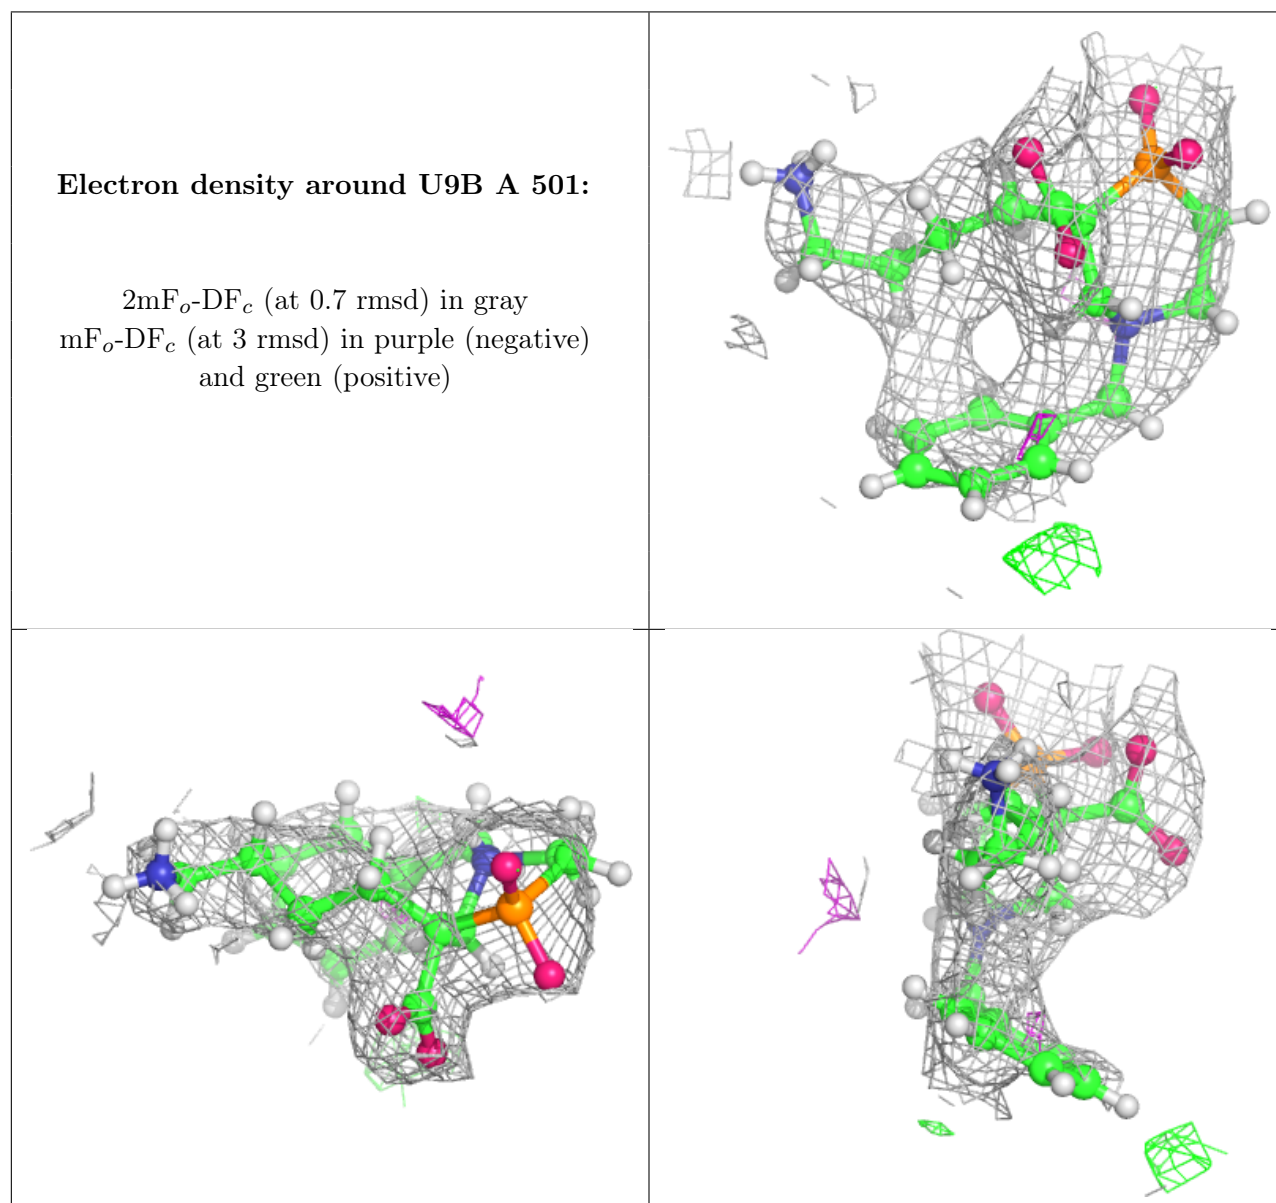 Electron density around U9B A 501:
2mFo-DFc (at 0.7 rmsd) in gray
mFo-DFc (at 3 rmsd) in purple (negative)
and green (positive)